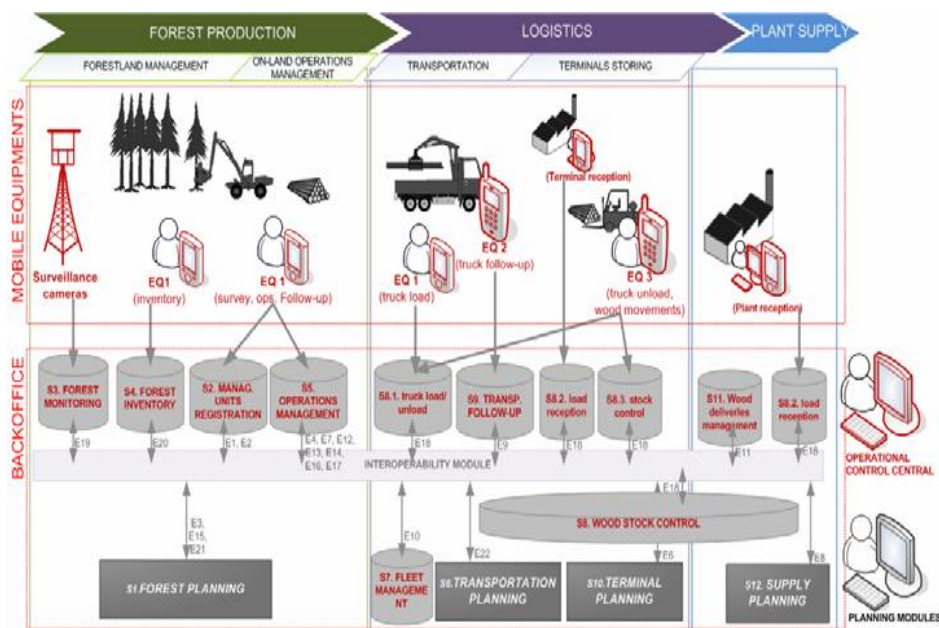 FOREST PRODUCTION
LOGISTICS
PLANT SUPPLY
FORESTLAND MANAGEMENT
ON-LAND OPERATIONS
MANAGEMENT
TRANSPORTATION
TERMINALS STORING
MOBILE EQUIPMENTS
Surveillance
cameras
EQ1
(inventory)
EQ 1
(survey, ops. Follow-up)
EQ 1
(truck load)
EQ 2
(truck follow-up)
(Terminal reception)
EQ 3
(truck unload,
wood movements)
(Plant reception)
BACKOFFICE
S3. FOREST
MONITORING
S4. FOREST
INVENTORY
S2. MANAG.
UNITS
REGISTRATION
S5.
OPERATIONS
MANAGEMENT
S8.1. truck load/
unload
S9. TRANSP.
FOLLOW-UP
S8.2. load
reception
S8.3. stock
control
S11. Wood
deliveries
management
S8.2. load
reception
OPERATIONAL
CONTROL CENTRAL
E19
E20
E1, E2
E4, E7, E12,
E13, E14,
E16, E17
E18
E9
E18
E18
E11
E18
INTEROPERABILITY MODULE
E18
S8. WOOD STOCK CONTROL
E3,
E15,
E21
E10
E22
E6
E8
S1.FOREST PLANNING
S7. FLEET
MANAGEME
NT
S6.TRANSPORTATION
PLANNING
S10.TERMINAL
PLANNING
S12. SUPPLY
PLANNING
PLANNING MODULES